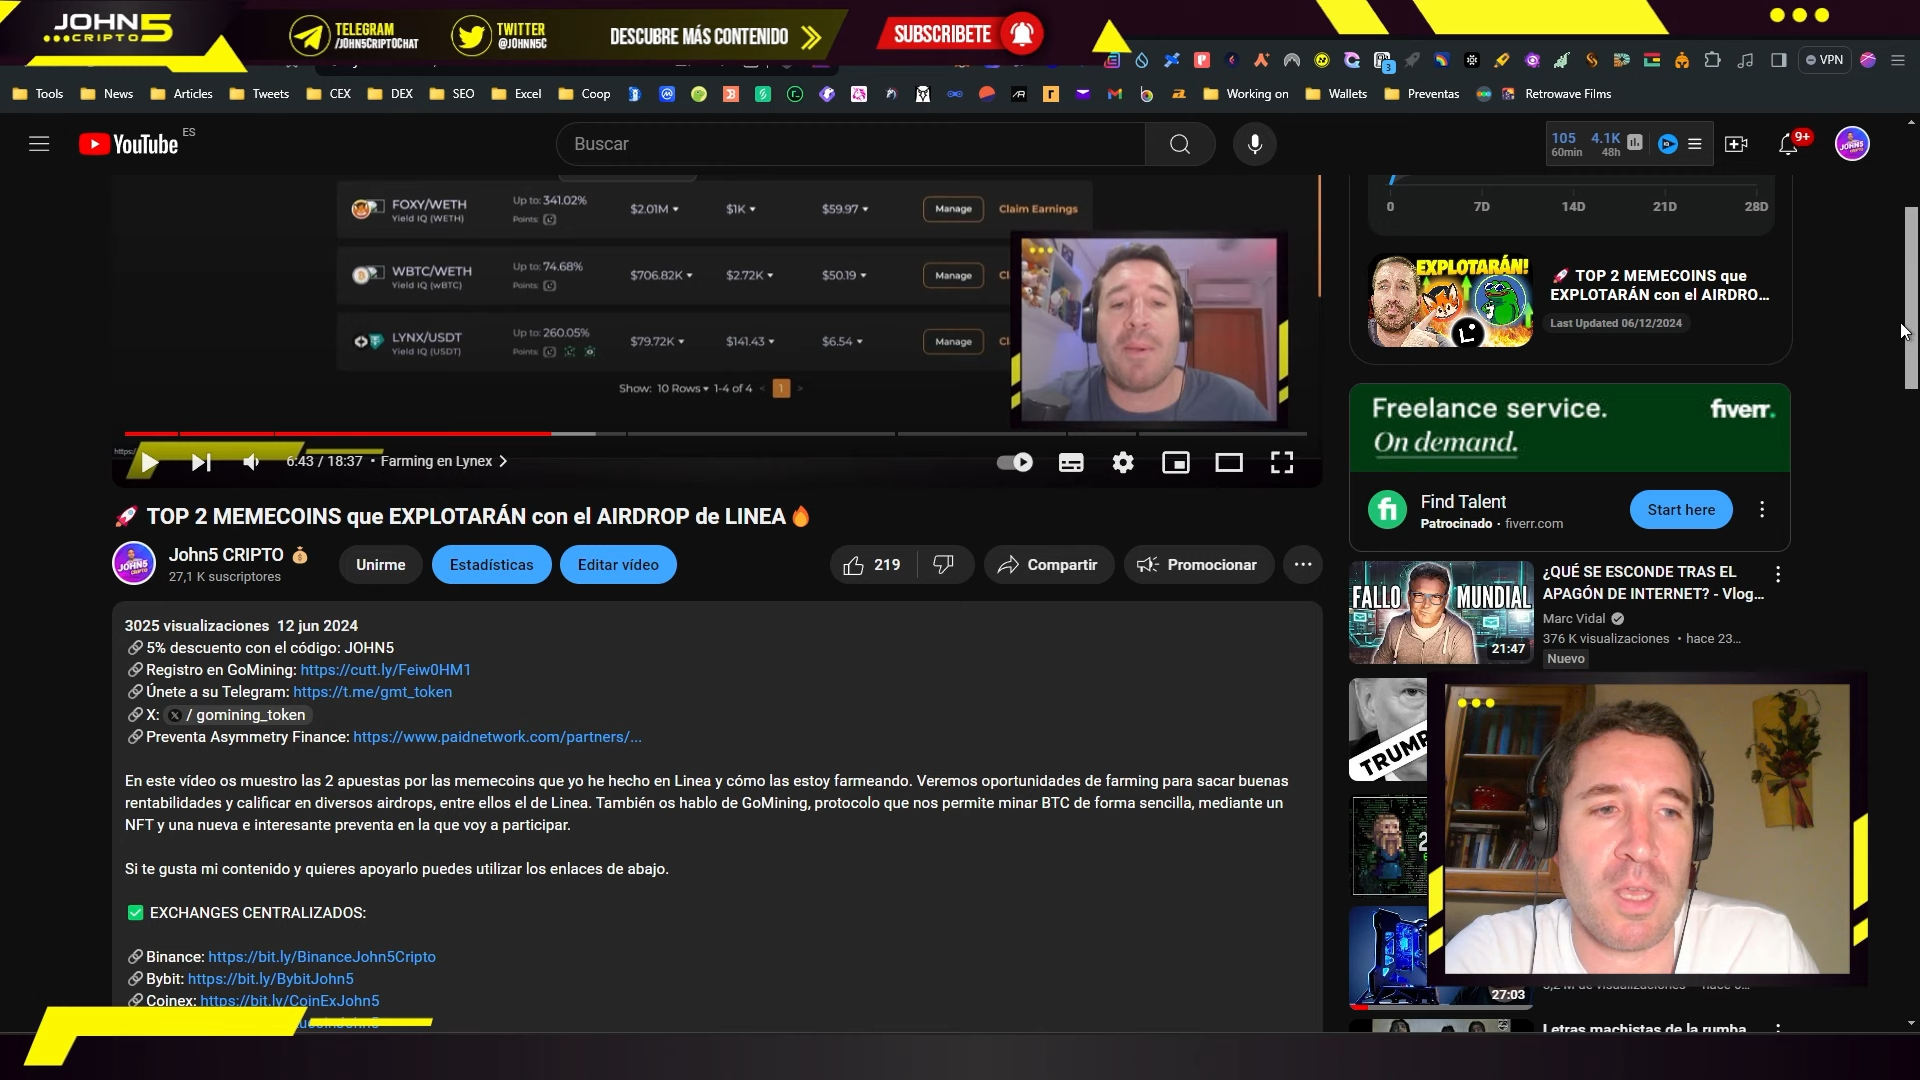 JOHN5
CRIPTO
TELEGRAM
/JOHN5CRIPTOCHAT
TWITTER
@JOHNN5C
DESCUBRE MÁS CONTENIDO
SUBSCRIBETE
3
VPN
Tools
News
Articles
Tweets
CEX
DEX
SEO
Excel
Coop
Working on
Wallets
Preventas
Retrowave Films
YouTube ES
Buscar
105
60min
4.1K
48h
9+
FOXY/WETH
Yield IQ (WETH)
Up to: 341.02%
Points:
$2.01M
$1K
$59.97
Manage
Claim Earnings
WBTC/WETH
Yield IQ (wBTC)
Up to: 74.68%
Points:
$706.82K
$2.72K
$50.19
Manage
LYNX/USDT
Yield IQ (USDT)
Up to: 260.05%
Points:
$79.72K
$141.43
$6.54
Manage
Show: 10 Rows 1-4 of 4 < 1 >
6:43 / 18:37 • Farming en Lynex
TOP 2 MEMECOINS que EXPLOTARÁN con el AIRDROP de LINEA
John5 CRIPTO
27,1 K suscriptores
Unirme
Estadísticas
Editar vídeo
219
Compartir
Promocionar
3025 visualizaciones 12 jun 2024
5% descuento con el código: JOHN5
Registro en GoMining: https://cutt.ly/Feiw0HM1
Únete a su Telegram: https://t.me/gmt_token
X: / gomining_token
Preventa Asymmetry Finance: https://www.paidnetwork.com/partners/...
En este vídeo os muestro las 2 apuestas por las memecoins que yo he hecho en Linea y cómo las estoy farmeando. Veremos oportunidades de farming para sacar buenas
rentabilidades y calificar en diversos airdrops, entre ellos el de Linea. También os hablo de GoMining, protocolo que nos permite minar BTC de forma sencilla, mediante un
NFT y una nueva e interesante preventa en la que voy a participar.
Si te gusta mi contenido y quieres apoyarlo puedes utilizar los enlaces de abajo.
EXCHANGES CENTRALIZADOS:
Binance: https://bit.ly/BinanceJohn5Cripto
Bybit: https://bit.ly/BybitJohn5
Coinex: https://bit.ly/CoinExJohn5
0
7D
14D
21D
28D
EXPLOTARÁN!
TOP 2 MEMECOINS que
EXPLOTARÁN con el AIRDRO...
Last Updated 06/12/2024
Freelance service.
On demand.
fiverr.
Find Talent
Patrocinado • fiverr.com
Start here
FALLO MUNDIAL
21:47
¿QUÉ SE ESCONDE TRAS EL
APAGÓN DE INTERNET? - Vlog...
Marc Vidal
376 K visualizaciones • hace 23...
Nuevo
TRUMP
27:03
Letras machistas de la rumba